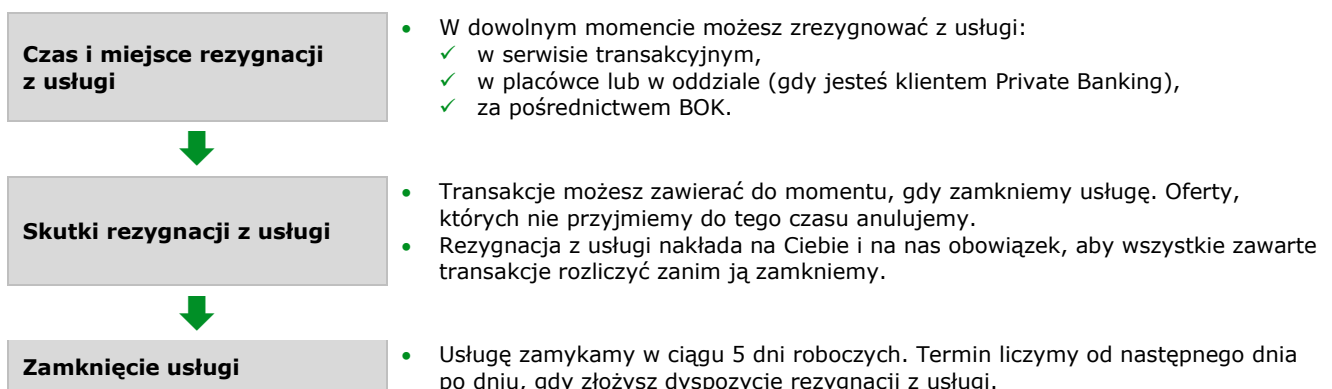 Czas i miejsce rezygnacji
z usługi
• W dowolnym momencie możesz zrezygnować z usługi:
✓ w serwisie transakcyjnym,
✓ w placówce lub w oddziale (gdy jesteś klientem Private Banking),
✓ za pośrednictwem BOK.
Skutki rezygnacji z usługi
• Transakcje możesz zawierać do momentu, gdy zamkniemy usługę. Oferty,
których nie przyjmiemy do tego czasu anulujemy.
• Rezygnacja z usługi nakłada na Ciebie i na nas obowiązek, aby wszystkie zawarte
transakcje rozliczyć zanim ją zamkniemy.
Zamknięcie usługi
• Usługę zamykamy w ciągu 5 dni roboczych. Termin liczymy od następnego dnia
po dniu, gdy złożysz dyspozycję rezygnacji z usługi.